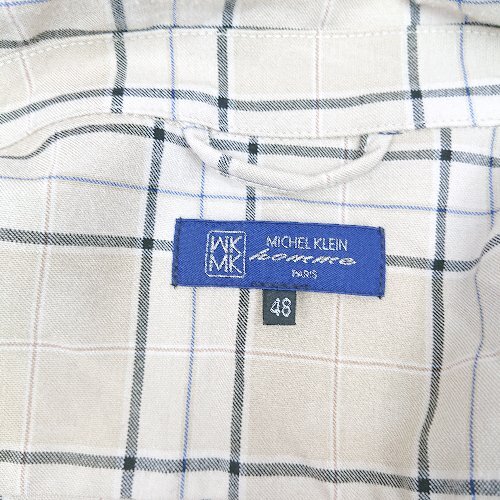 MK
MK
MICHEL KLEIN
homme
PARIS
48